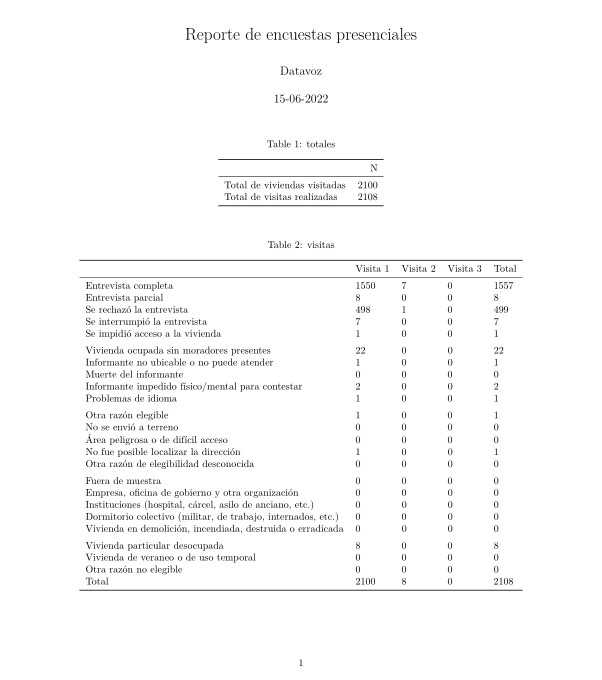 Reporte de encuestas presenciales
Datavoz
15-06-2022
Table 1: totales
N
Total de viviendas visitadas 2100
Total de visitas realizadas 2108
Table 2: visitas
Visita 1 Visita 2 Visita 3 Total
Entrevista completa 1550 7 0 1557
Entrevista parcial 8 0 0 8
Se rechazó la entrevista 498 1 0 499
Se interrumpió la entrevista 7 0 0 7
Se impidió acceso a la vivienda 1 0 0 1
Vivienda ocupada sin moradores presentes 22 0 0 22
Informante no ubicable o no puede atender 1 0 0 1
Muerte del informante 0 0 0 0
Informante impedido físico/mental para contestar 2 0 0 2
Problemas de idioma 1 0 0 1
Otra razón elegible 1 0 0 1
No se envió a terreno 0 0 0 0
Área peligrosa o de difícil acceso 0 0 0 0
No fue posible localizar la dirección 1 0 0 1
Otra razón de elegibilidad desconocida 0 0 0 0
Fuera de muestra 0 0 0 0
Empresa, oficina de gobierno y otra organización 0 0 0 0
Instituciones (hospital, cárcel, asilo de anciano, etc.) 0 0 0 0
Dormitorio colectivo (militar, de trabajo, internados, etc.) 0 0 0 0
Vivienda en demolición, incendiada, destruida o erradicada 0 0 0 0
Vivienda particular desocupada 8 0 0 8
Vivienda de veraneo o de uso temporal 0 0 0 0
Otra razón no elegible 0 0 0 0
Total 2100 8 0 2108
1